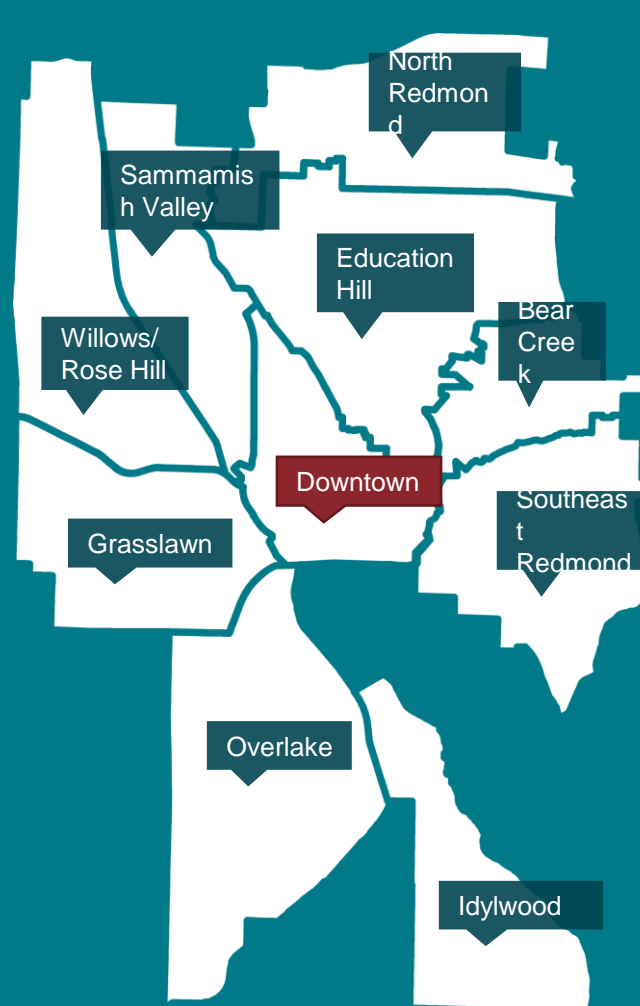 North
Redmon
d
Sammamis
h Valley
Education
Hill
Bear
Cree
k
Willows/
Rose Hill
Downtown
Southeas
t
Redmond
Grasslawn
Overlake
Idylwood